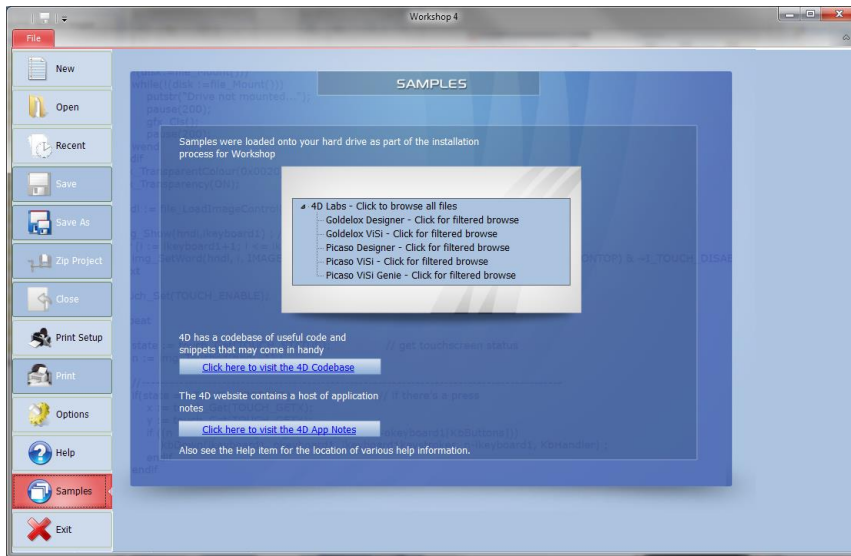 Workshop 4
File
New
Open
Recent
Save
Save As
Zip Project
Close
Print Setup
Print
Options
Help
Samples
Exit
SAMPLES
Samples were loaded onto your hard drive as part of the installation
process for Workshop
4D Labs - Click to browse all files
Goldelox Designer - Click for filtered browse
Goldelox ViSi - Click for filtered browse
Picaso Designer - Click for filtered browse
Picaso ViSi - Click for filtered browse
Picaso ViSi Genie - Click for filtered browse
4D has a codebase of useful code and
snippets that may come in handy
Click here to visit the 4D Codebase
The 4D website contains a host of application
notes
Click here to visit the 4D App Notes
Also see the Help item for the location of various help information.